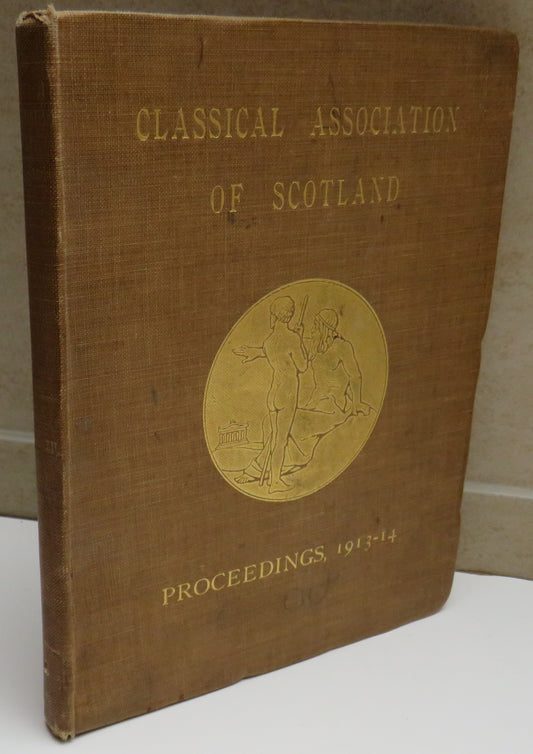 CLASSICAL ASSOCIATION
OF SCOTLAND
PROCEEDINGS, 1913-14